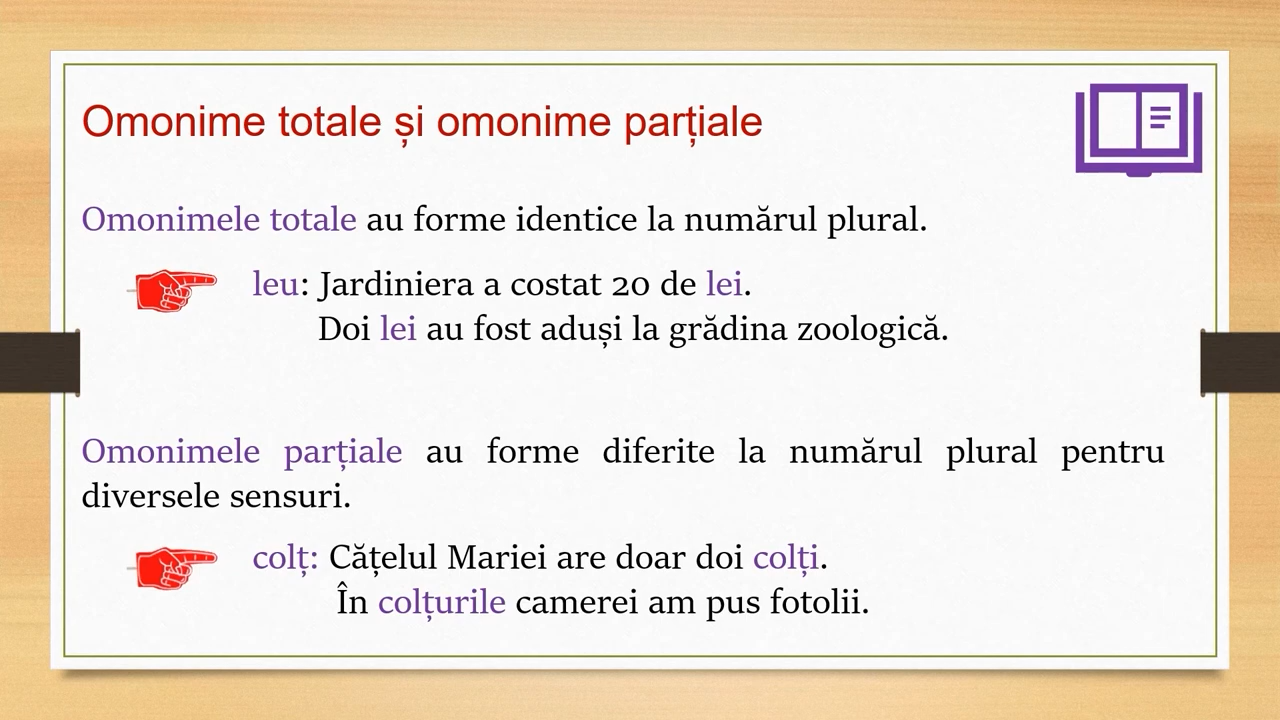 Omonime totale și omonime parțiale
Omonimele totale au forme identice la numărul plural.
leu: Jardiniera a costat 20 de lei.
Doi lei au fost aduși la grădina zoologică.
Omonimele parțiale au forme diferite la numărul plural pentru
diversele sensuri.
colț: Cățelul Mariei are doar doi colți.
În colțurile camerei am pus fotolii.